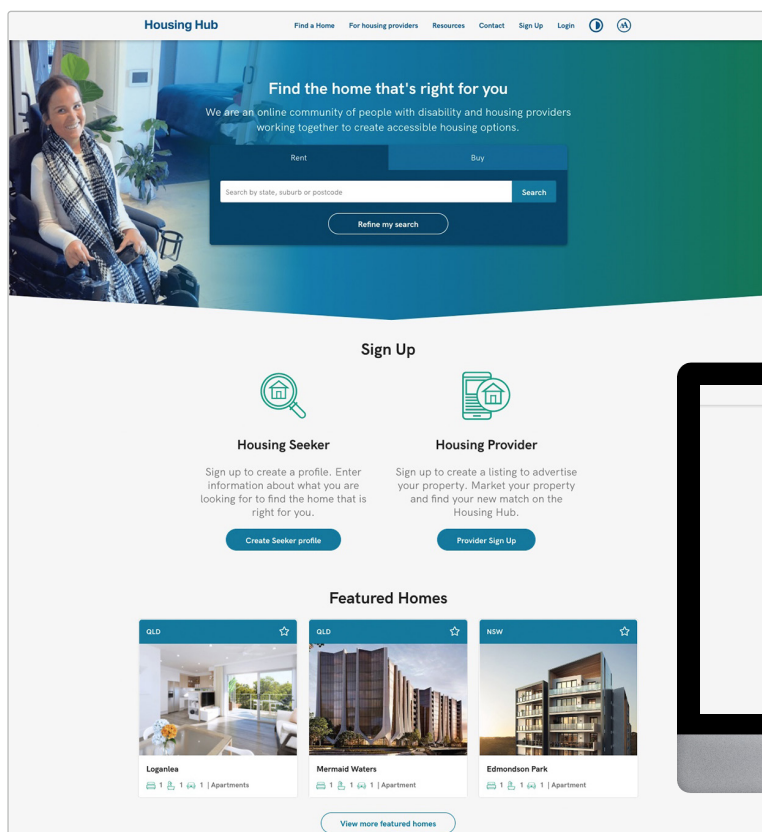 Housing Hub
Find a Home For housing providers Resources Contact Sign Up Login
AA
Find the home that's right for you
We are an online community of people with disability and housing providers
working together to create accessible housing options.
Rent Buy
Search by state, suburb or postcode Search
Refine my search
Sign Up
Housing Seeker
Sign up to create a profile. Enter
information about what you are
looking for to find the home that is
right for you.
Create Seeker profile
Housing Provider
Sign up to create a listing to advertise
your property. Market your property
and find your new match on the
Housing Hub.
Provider Sign Up
Featured Homes
QLD
Loganlea
1 1 1 | Apartments
QLD
Mermaid Waters
1 1 1 | Apartment
NSW
Edmondson Park
1 1 1 | Apartment
View more featured homes